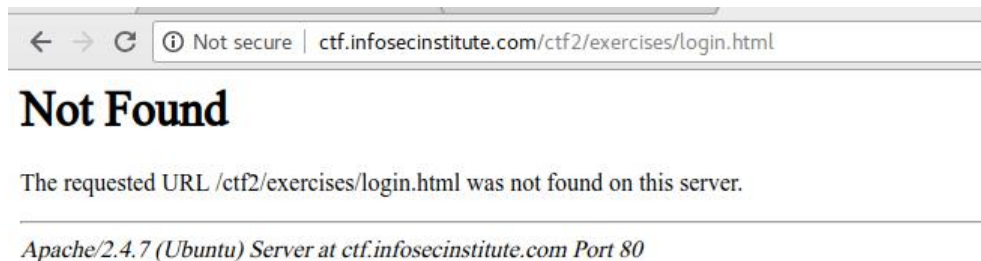 Not secure | ctf.infosecinstitute.com/ctf2/exercises/login.html
Not Found
The requested URL /ctf2/exercises/login.html was not found on this server.
Apache/2.4.7 (Ubuntu) Server at ctf.infosecinstitute.com Port 80